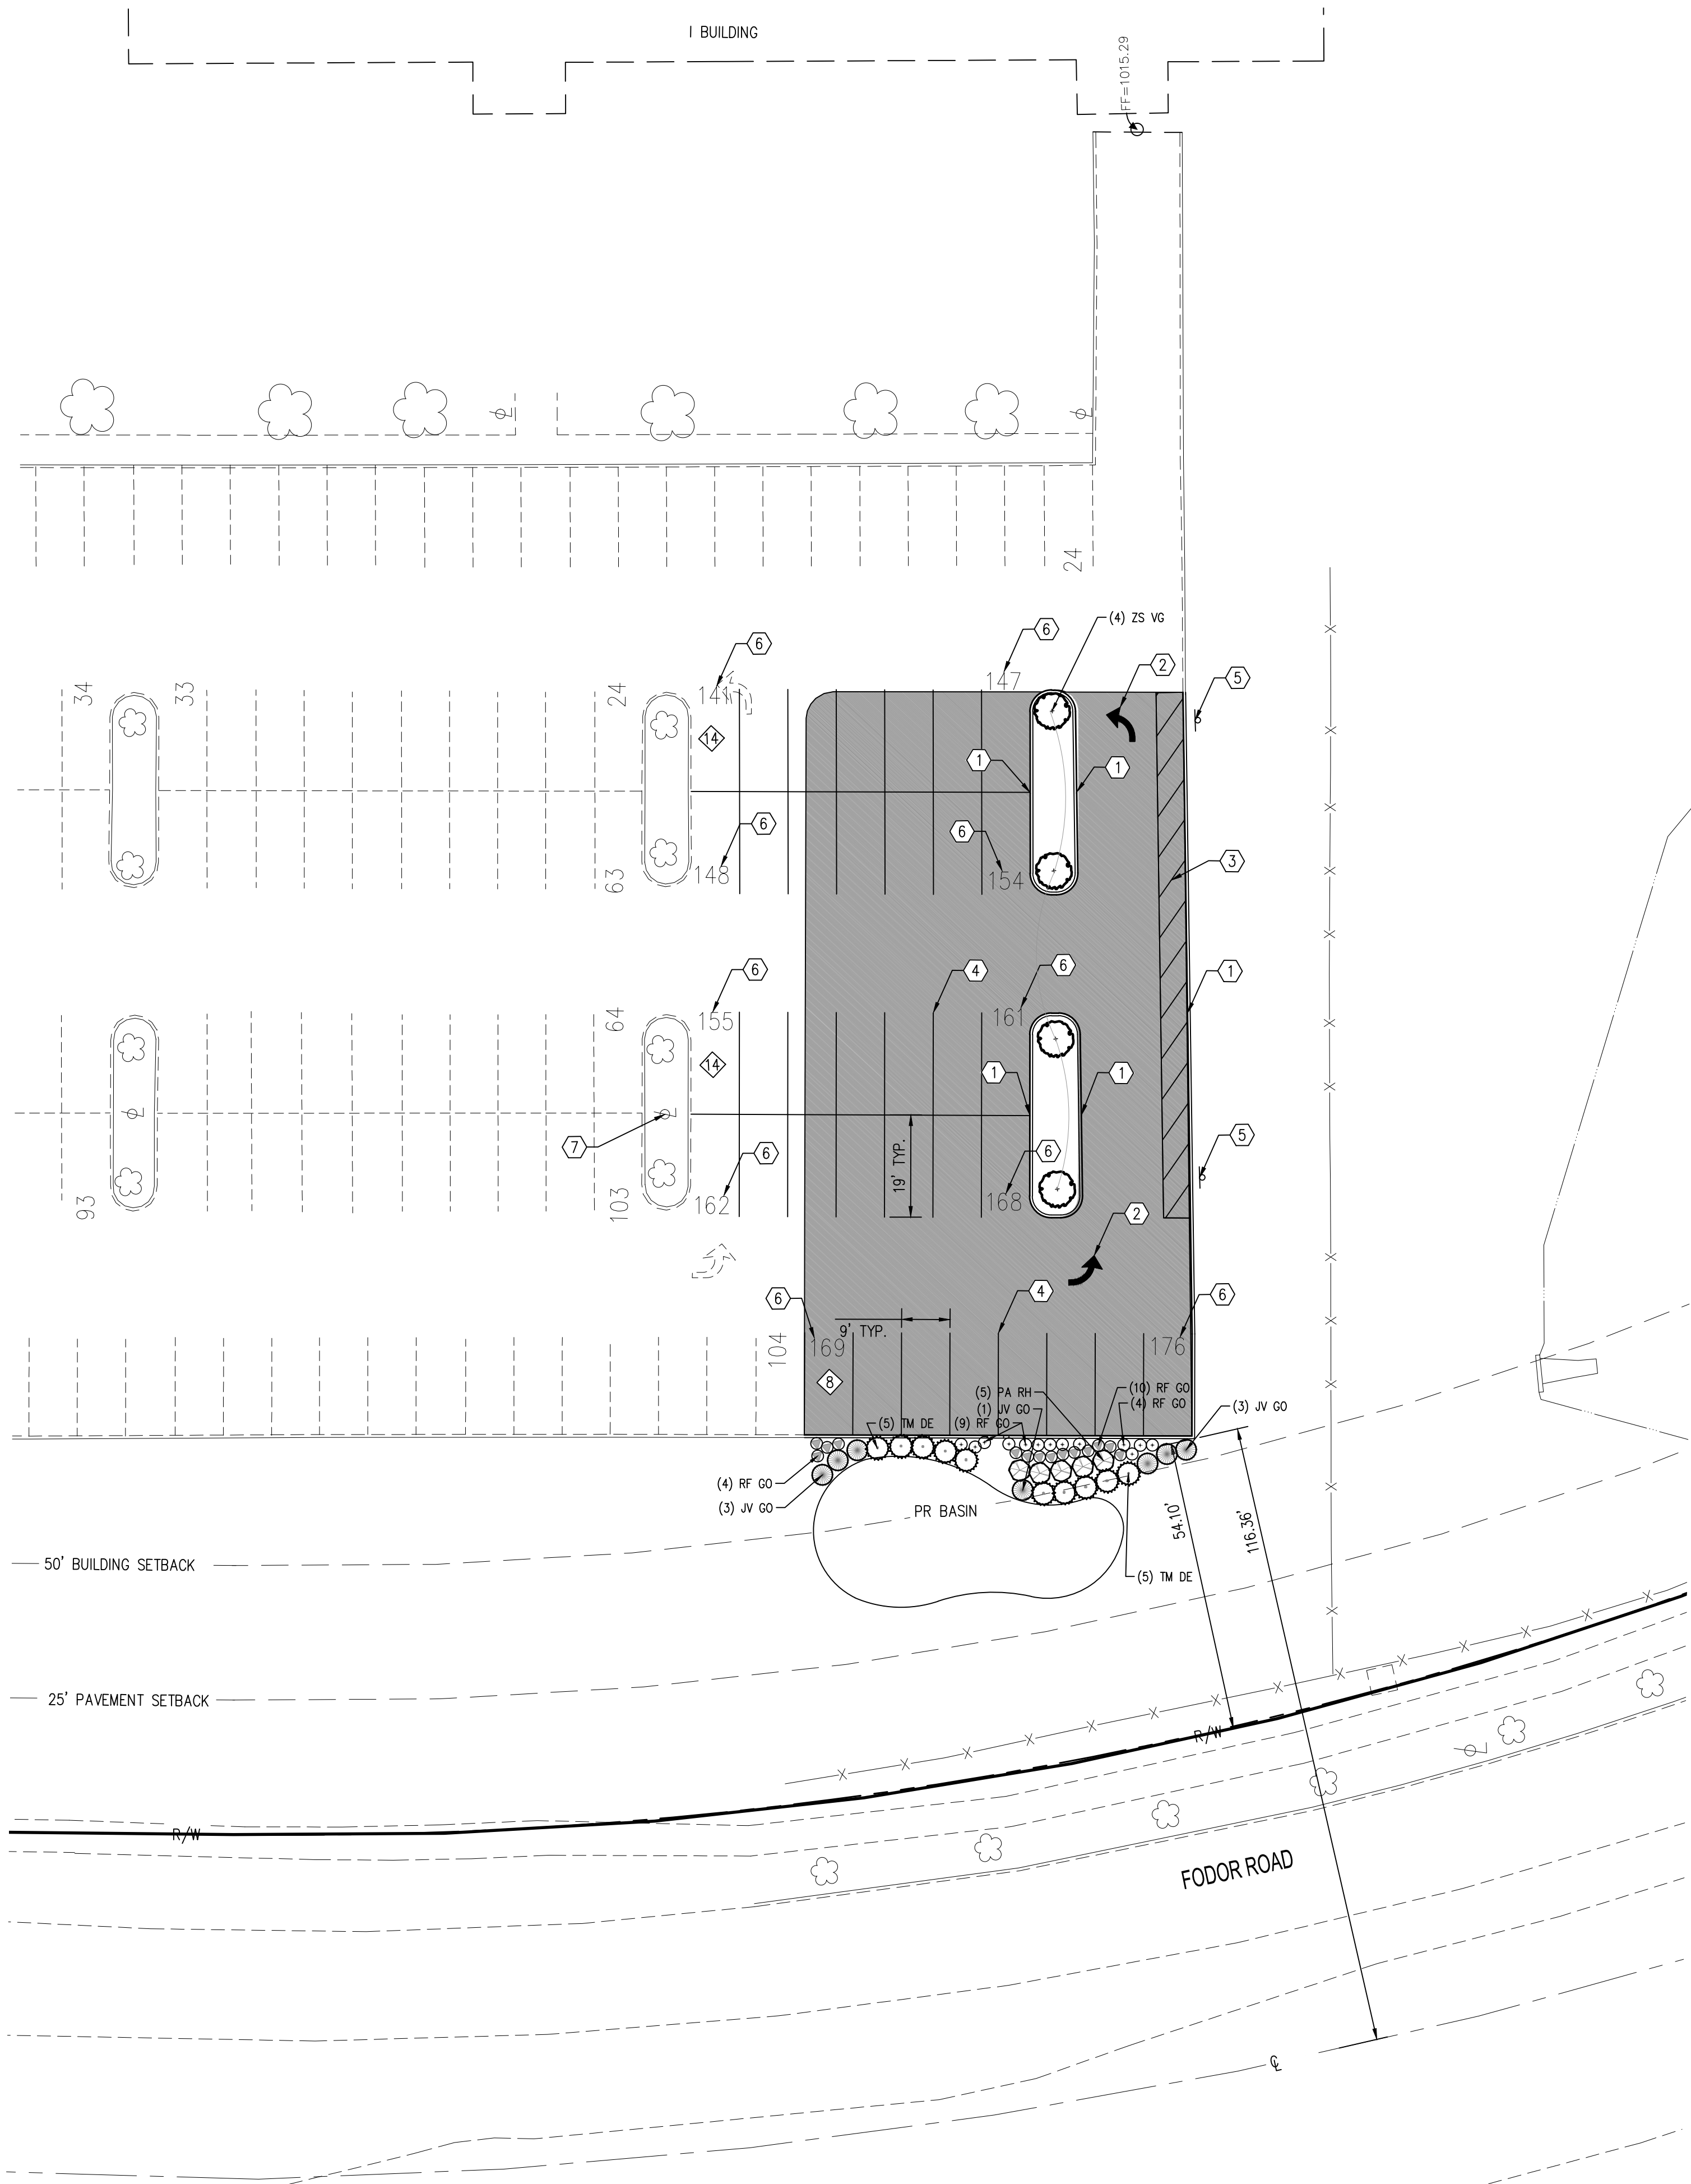 I BUILDING
FF=1015.29
24
(4) ZS VG
6
6
147
2
5
34
33
24
141
14
1
1
6
6
3
63
148
154
6
6
4
1
64
155
161
14
1
1
7
6
19' TYP.
6
5
93
103
162
168
2
6
4
6
9' TYP.
104
169
176
8
(5) PA RH
(10) RF GO
(1) JV GO
(4) RF GO
(3) JV GO
(5) TM DE
(9) RF GO
(4) RF GO
(3) JV GO
PR BASIN
54.10'
116.36'
50' BUILDING SETBACK
(5) TM DE
25' PAVEMENT SETBACK
R/W
R/W
FODOR ROAD
℄